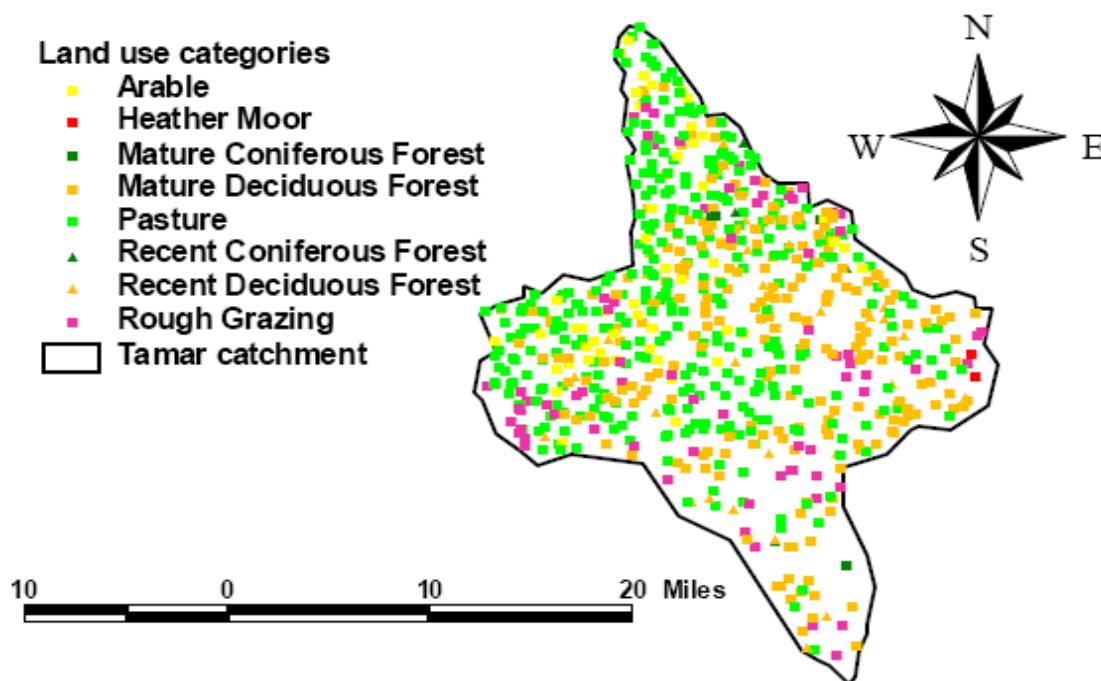 Land use categories
Arable
Heather Moor
Mature Coniferous Forest
Mature Deciduous Forest
Pasture
Recent Coniferous Forest
Recent Deciduous Forest
Rough Grazing
Tamar catchment
N
W E
S
10 0 10 20 Miles